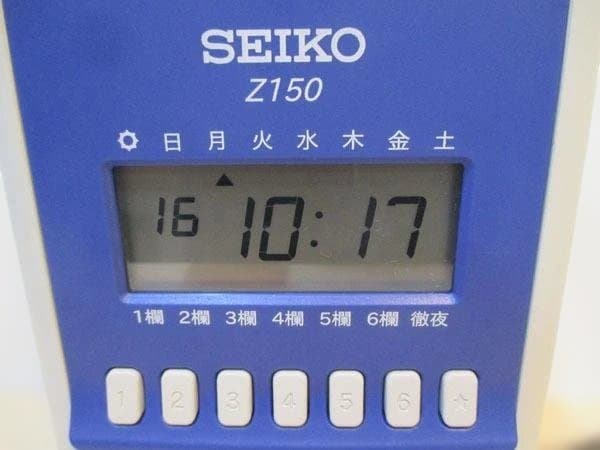 SEIKO
Z150
日 月 火 水 木 金 土
16 10:17
1欄 2欄 3欄 4欄 5欄 6欄 徹夜
1 2 3 4 5 6 ☆